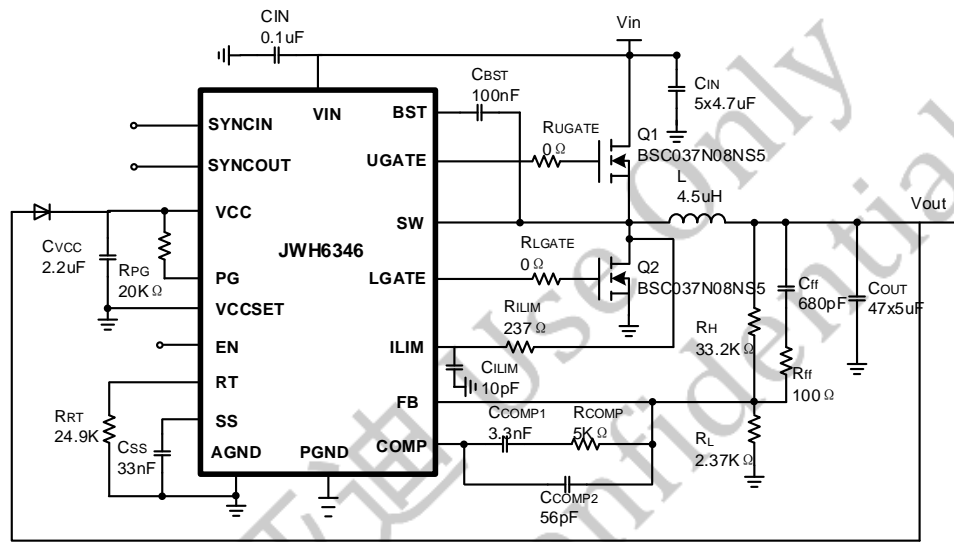 CIN
0.1uF
Vin
CIN
5x4.7uF
CBST
100nF
VIN
BST
SYNCIN
SYNCOUT
UGATE
RUGATE
0Ω
Q1
BSC037N08NS5
L
4.5uH
VCC
SW
Vout
CVCC
2.2uF
RPG
20KΩ
JWH6346
PG
LGATE
RLGATE
0Ω
Q2
BSC037N08NS5
VCCSET
Cff
680pF
COUT
47x5uF
RILIM
237Ω
RH
33.2KΩ
EN
ILIM
CILIM
10pF
Rff
100Ω
RT
RRT
24.9K
FB
SS
CSS
33nF
CCOMP1
3.3nF
RCOMP
5KΩ
RL
2.37KΩ
COMP
AGND
PGND
CCOMP2
56pF
Use Only
Confidential